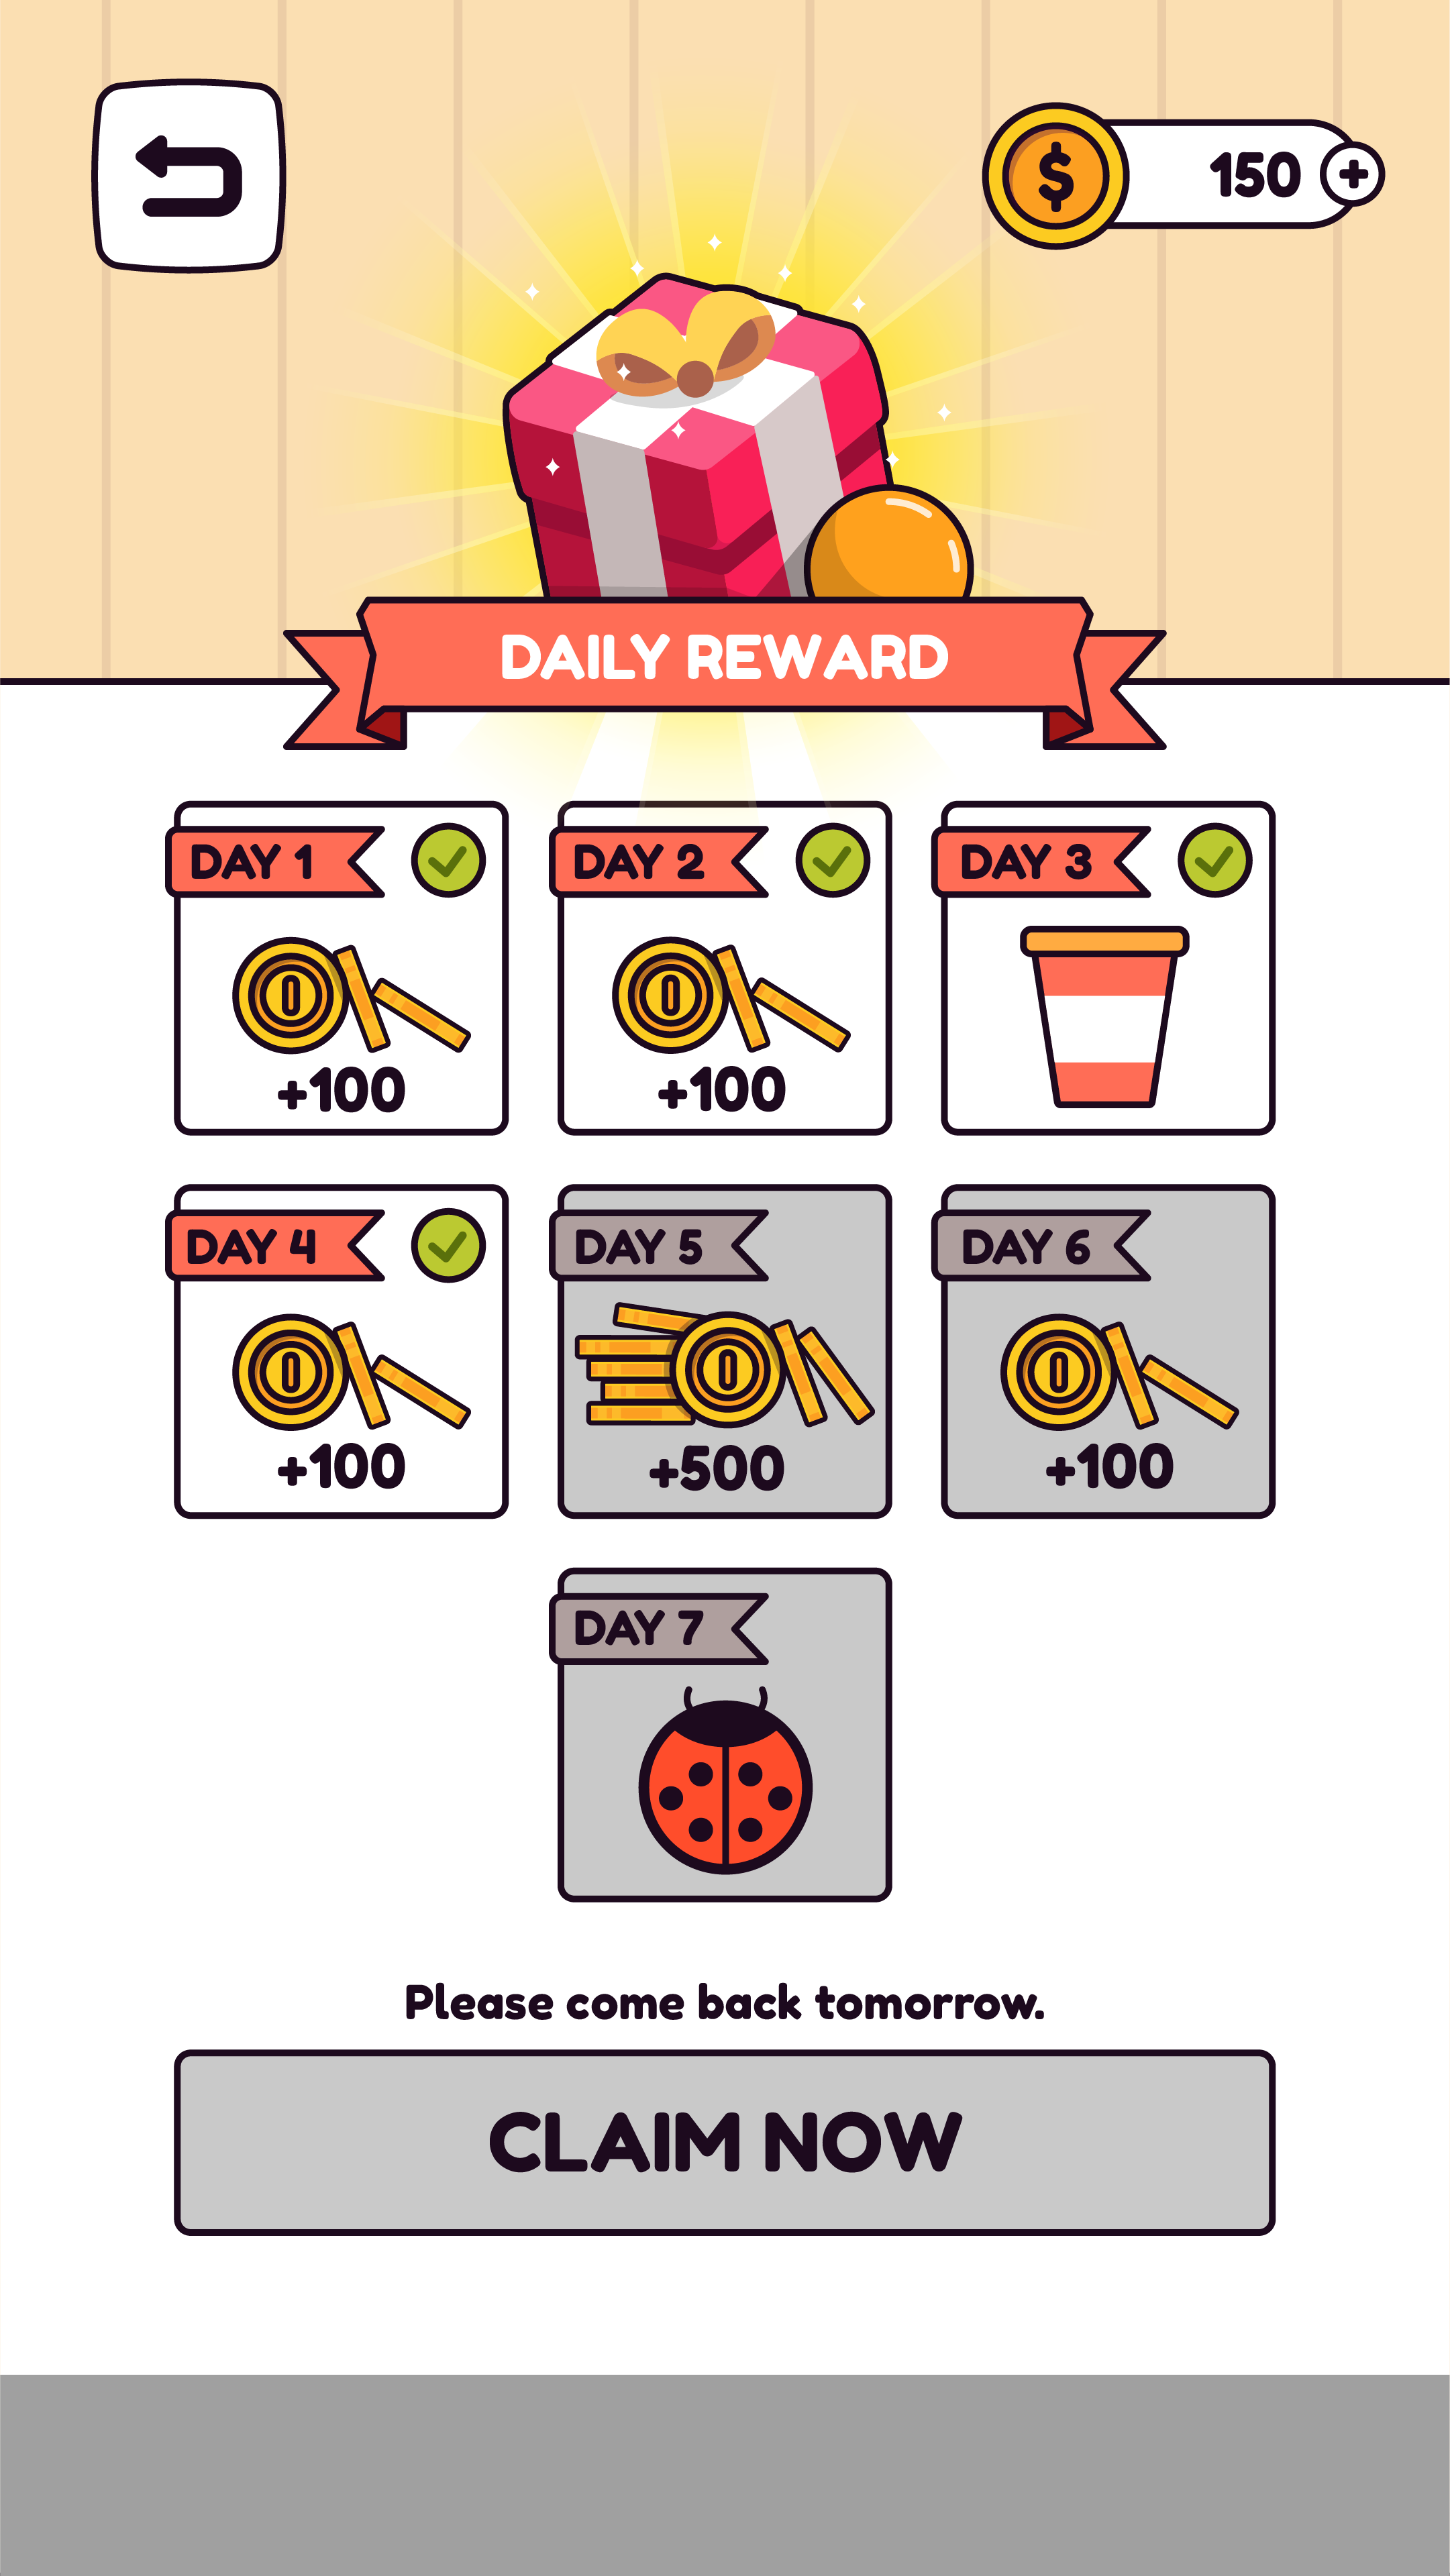 $ 150 +
DAILY REWARD
DAY 1
+100
DAY 2
+100
DAY 3
DAY 4
+100
DAY 5
+500
DAY 6
+100
DAY 7
Please come back tomorrow.
CLAIM NOW